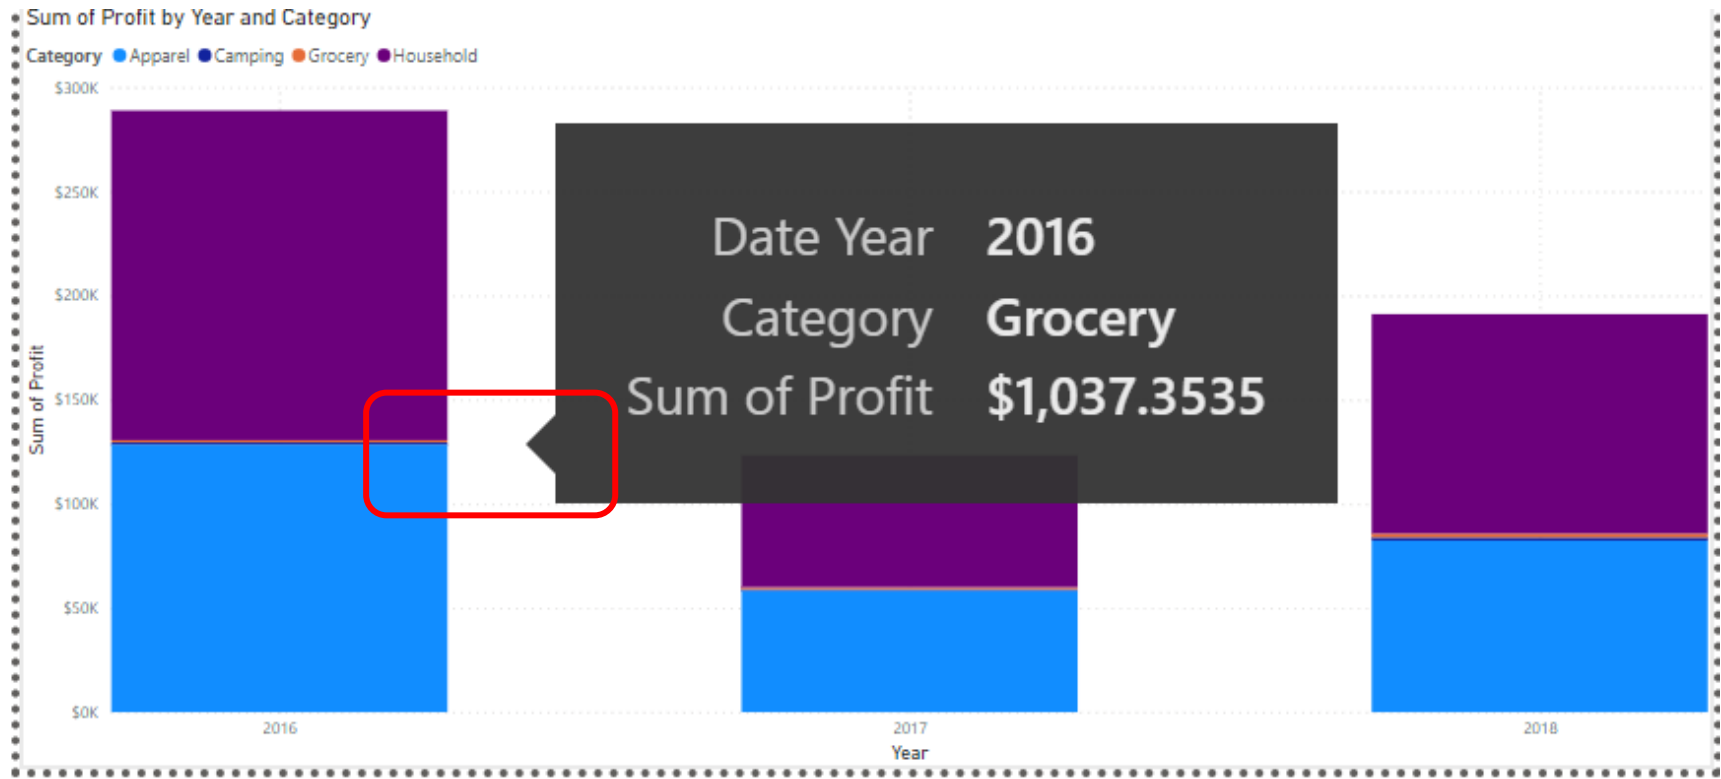 Sum of Profit by Year and Category
Category Apparel Camping Grocery Household
$300K
$250K
$200K
$150K
$100K
$50K
$0K
Sum of Profit
Date Year 2016
Category Grocery
Sum of Profit $1,037.3535
2016 2017 2018
Year